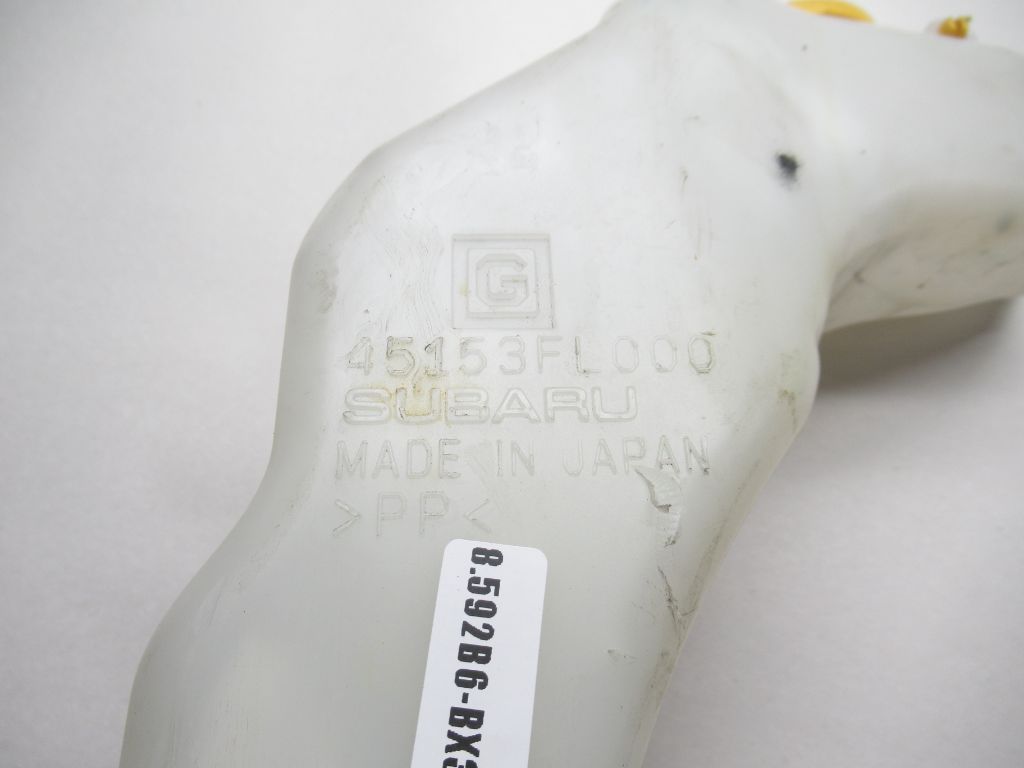 G
45153FL000
SUBARU
MADE IN JAPAN
>PP<
8.592B6-BX